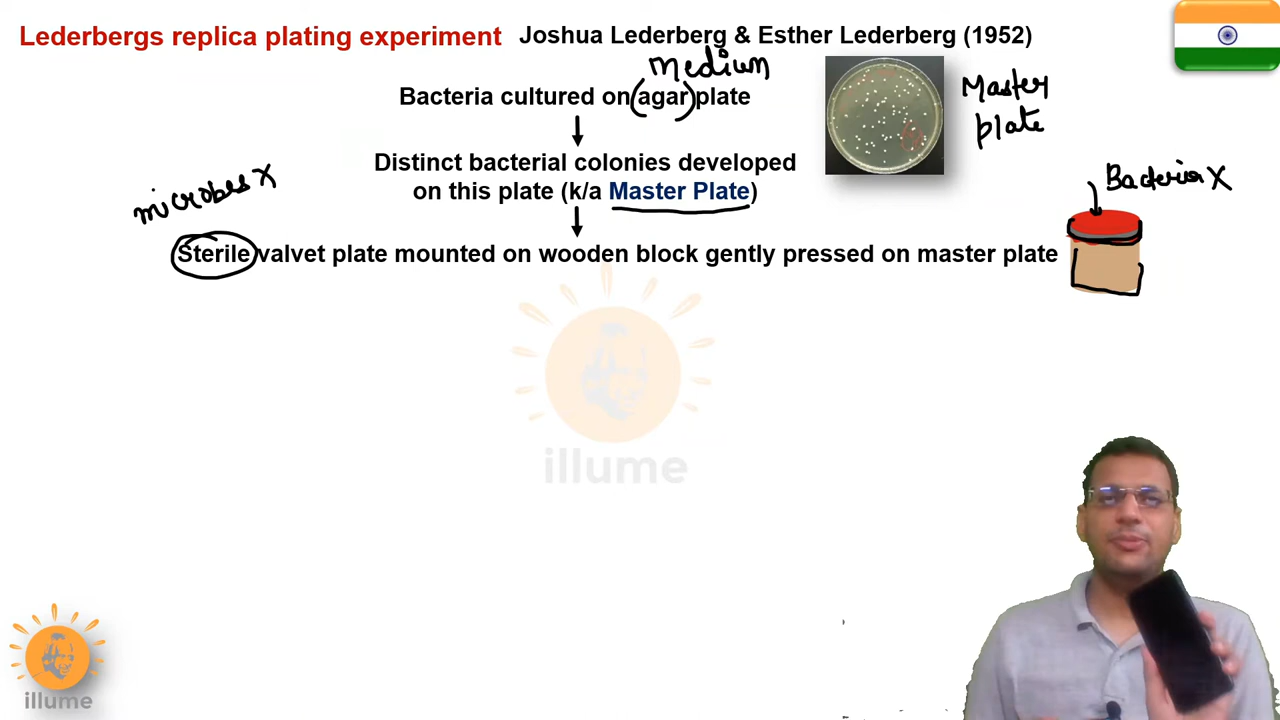 Lederbergs replica plating experiment Joshua Lederberg & Esther Lederberg (1952)
medium
Bacteria cultured on (agar) plate
Master
plate
Distinct bacterial colonies developed
on this plate (k/a Master Plate)
microbes X
Bacteria X
Sterile valvet plate mounted on wooden block gently pressed on master plate
illume
illume